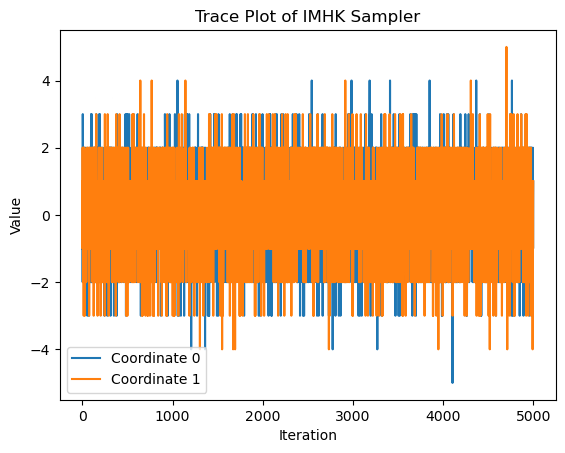 Trace Plot of IMHK Sampler
Value
4
2
0
−2
−4
Coordinate 0
Coordinate 1
0
1000
2000
3000
4000
5000
Iteration